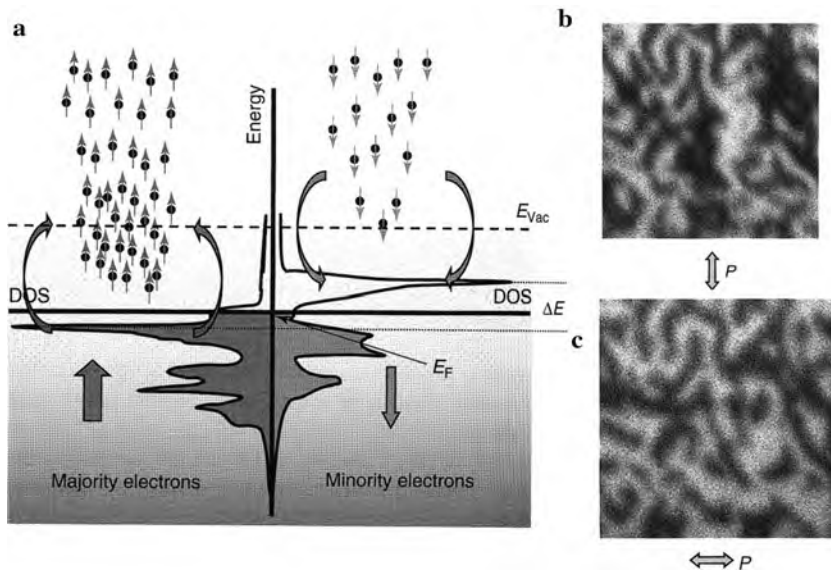 a
b
Energy
E_Vac
P
DOS
DOS
ΔE
c
E_F
Majority electrons
Minority electrons
P